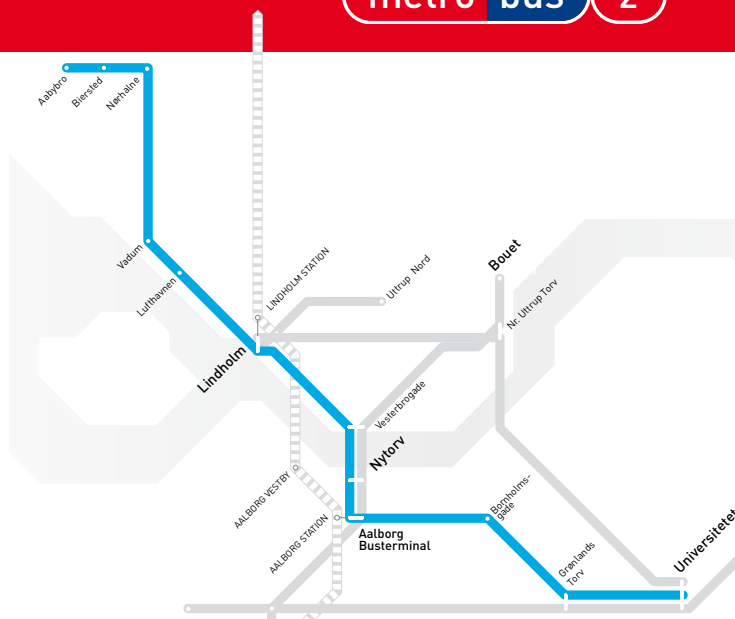 metro bus 2
Aabybro
Biersted
Nørhalne
Vadum
Lufthavnen
LINDHOLM STATION
Uttrup Nord
Bouet
Nr. Uttrup Torv
Lindholm
Vesterbrogade
Nytorv
AALBORG VESTBY
AALBORG STATION
Aalborg
Busterminal
Bornholms-
gade
Grønlands
Torv
Universitetet